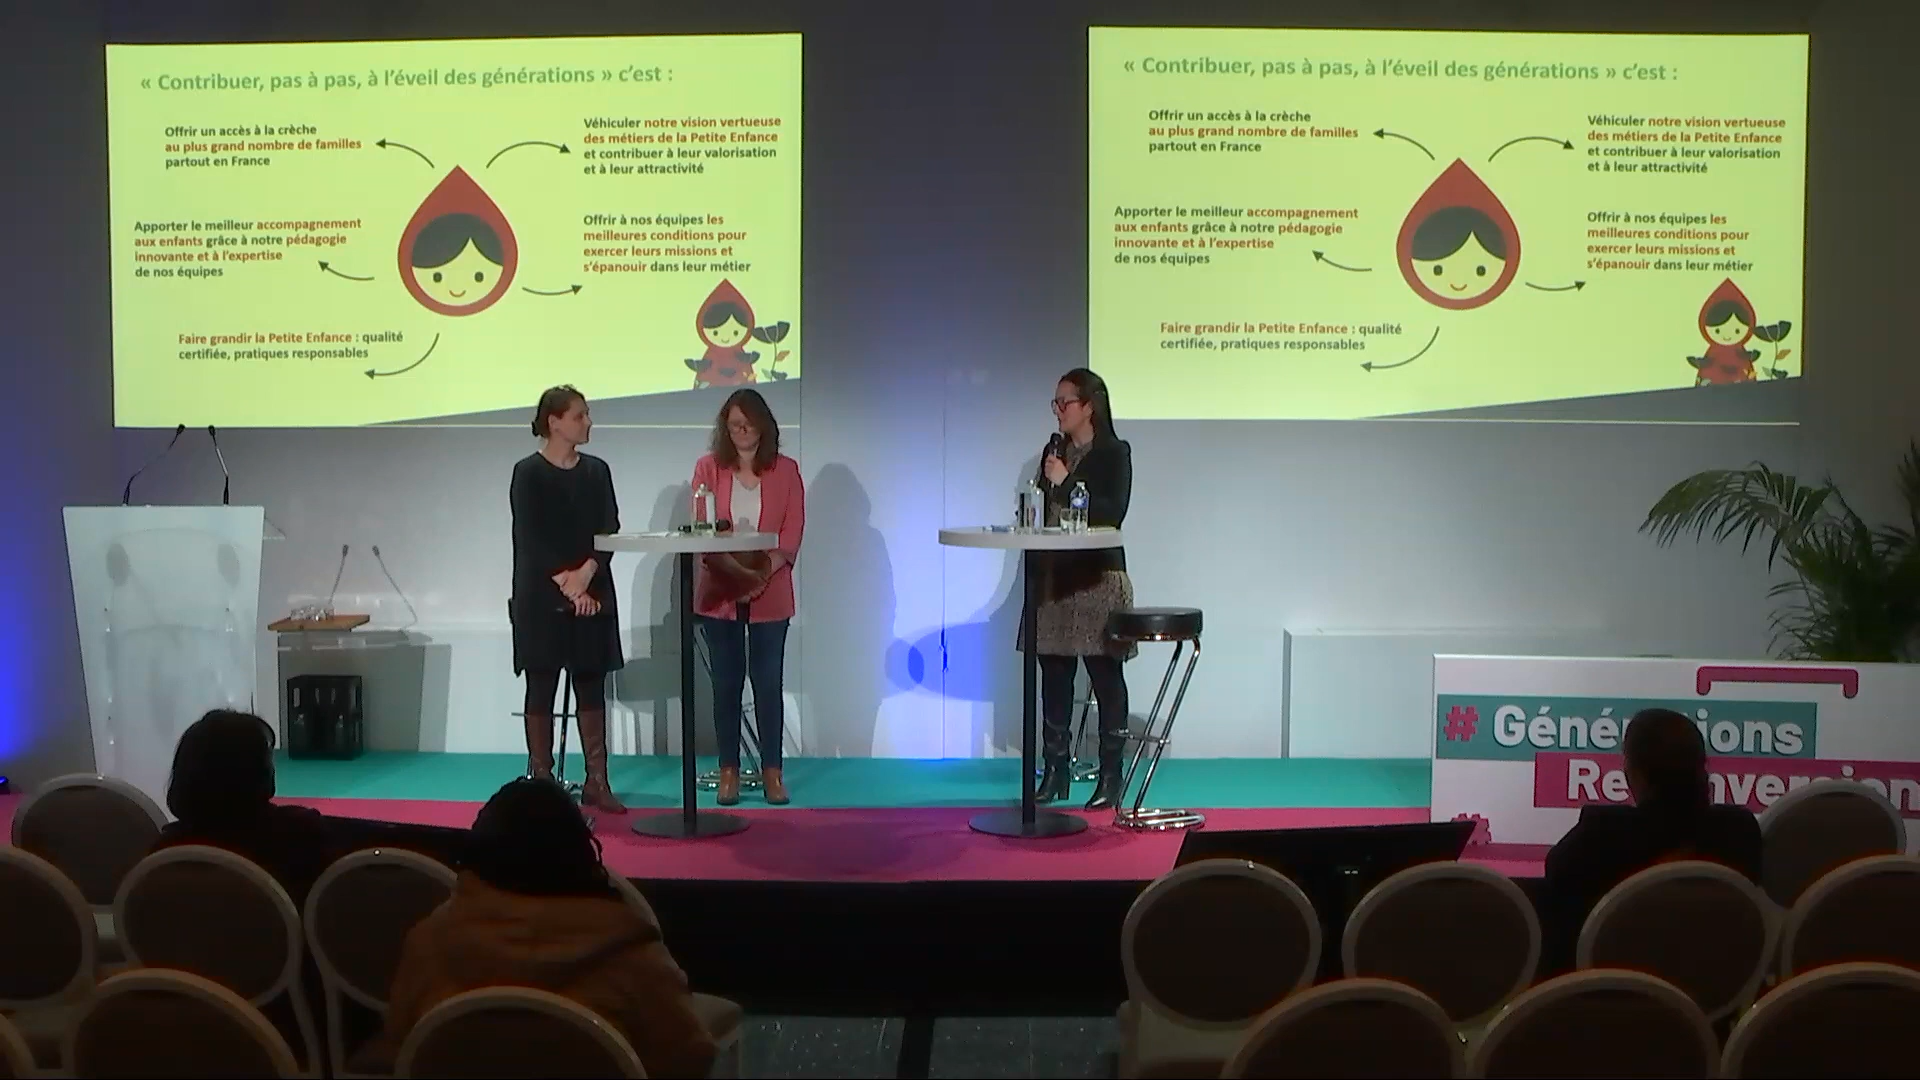 « Contribuer, pas à pas, à l'éveil des générations » c'est :
Offrir un accès à la crèche
au plus grand nombre de familles
partout en France
Véhiculer notre vision vertueuse
des métiers de la Petite Enfance
et contribuer à leur valorisation
et à leur attractivité
Apporter le meilleur accompagnement
aux enfants grâce à notre pédagogie
innovante et à l'expertise
de nos équipes
Offrir à nos équipes les
meilleures conditions pour
exercer leurs missions et
s'épanouir dans leur métier
Faire grandir la Petite Enfance : qualité
certifiée, pratiques responsables
« Contribuer, pas à pas, à l'éveil des générations » c'est :
Offrir un accès à la crèche
au plus grand nombre de familles
partout en France
Véhiculer notre vision vertueuse
des métiers de la Petite Enfance
et contribuer à leur valorisation
et à leur attractivité
Apporter le meilleur accompagnement
aux enfants grâce à notre pédagogie
innovante et à l'expertise
de nos équipes
Offrir à nos équipes les
meilleures conditions pour
exercer leurs missions et
s'épanouir dans leur métier
Faire grandir la Petite Enfance : qualité
certifiée, pratiques responsables